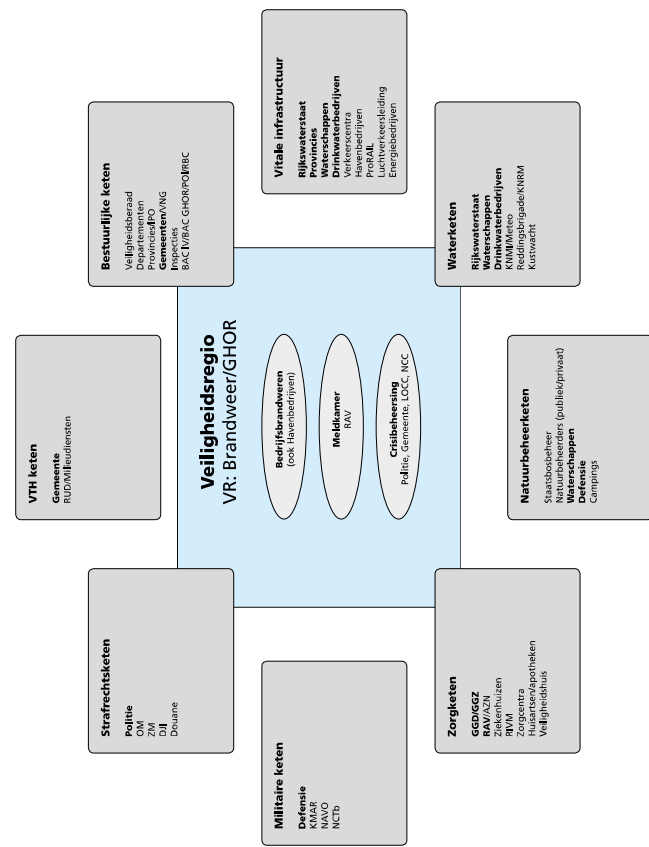 Strafrechtsketen
Politie
OM
ZM
DJI
Douane
VTH keten
Gemeente
RUD/Milieudiensten
Bestuurlijke keten
Veiligheidsberaad
Departementen
Provincies/IPO
Gemeenten/VNG
Inspecties
BAC IV/BAC GHOR/POI/RBC
Militaire keten
Defensie
KMAR
NAVO
NCTb
Veiligheidsregio
VR: Brandweer/GHOR
Bedrijfsbrandweren
(ook Havenbedrijven)
Meldkamer
RAV
Crisibeheersing
Politie, Gemeente, LOCC, NCC
Vitale infrastructuur
Rijkswaterstaat
Provincies
Waterschappen
Drinkwaterbedrijven
Verkeerscentra
Havenbedrijven
ProRAIL
Luchtverkeersleiding
Energiebedrijven
Zorgketen
GGD/GGZ
RAV/AZN
Ziekenhuizen
RIVM
Zorgcentra
Huisartsen/apotheken
Veiligheidshuis
Natuurbeheerketen
Staatsbosbeheer
Natuurbeheerders (publiek/privaat)
Waterschappen
Defensie
Campings
Waterketen
Rijkswaterstaat
Waterschappen
Drinkwaterbedrijven
KNMI/Meteo
Reddingsbrigade/KNRM
Kustwacht